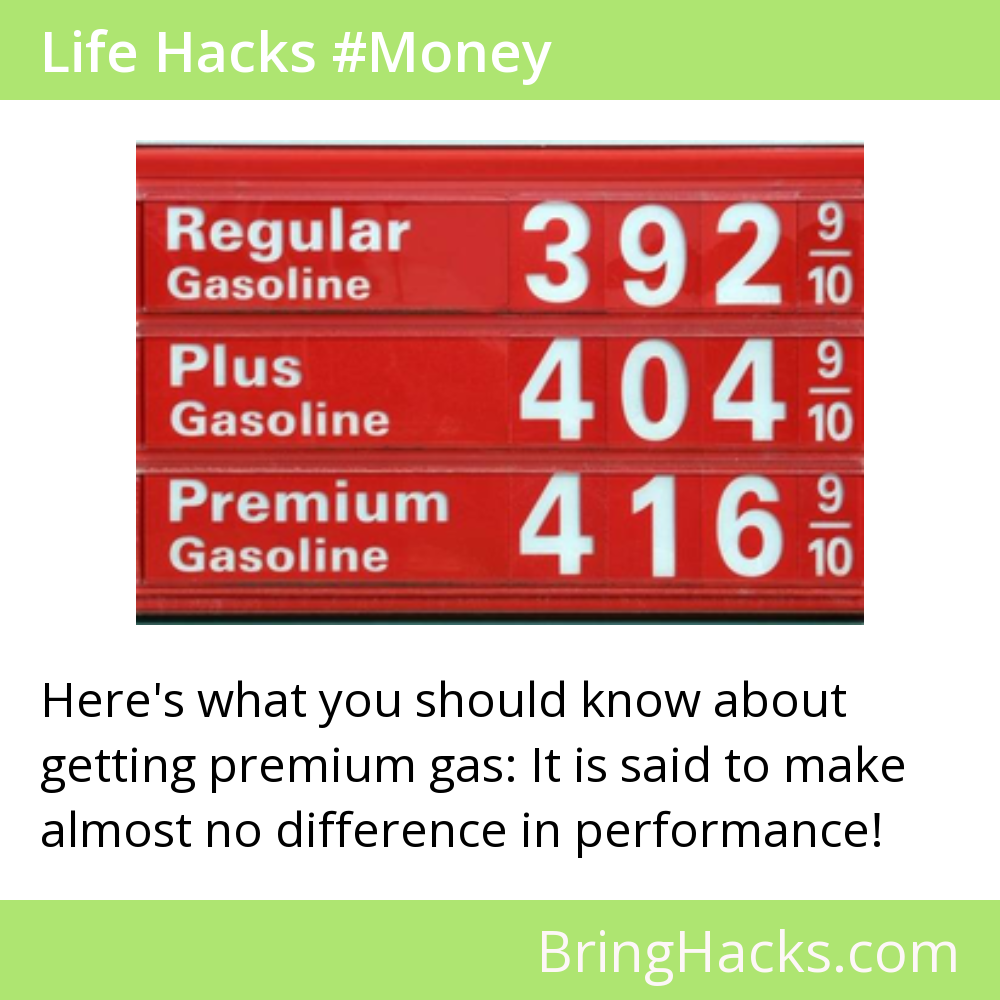 Life Hacks #Money
Regular 392 9/10
Gasoline
Plus 404 9/10
Gasoline
Premium 416 9/10
Gasoline
Here's what you should know about
getting premium gas: It is said to make
almost no difference in performance!
BringHacks.com